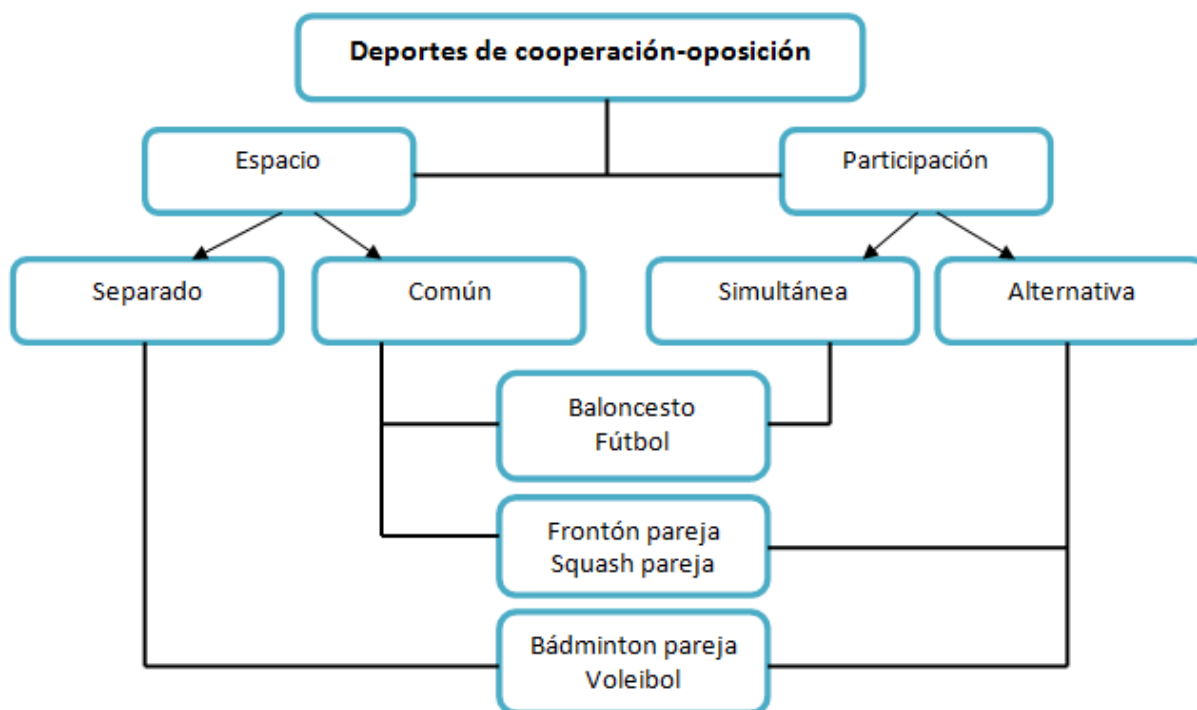 Deportes de cooperación-oposición
Espacio
Participación
Separado
Común
Simultánea
Alternativa
Baloncesto
Fútbol
Frontón pareja
Squash pareja
Bádminton pareja
Voleibol